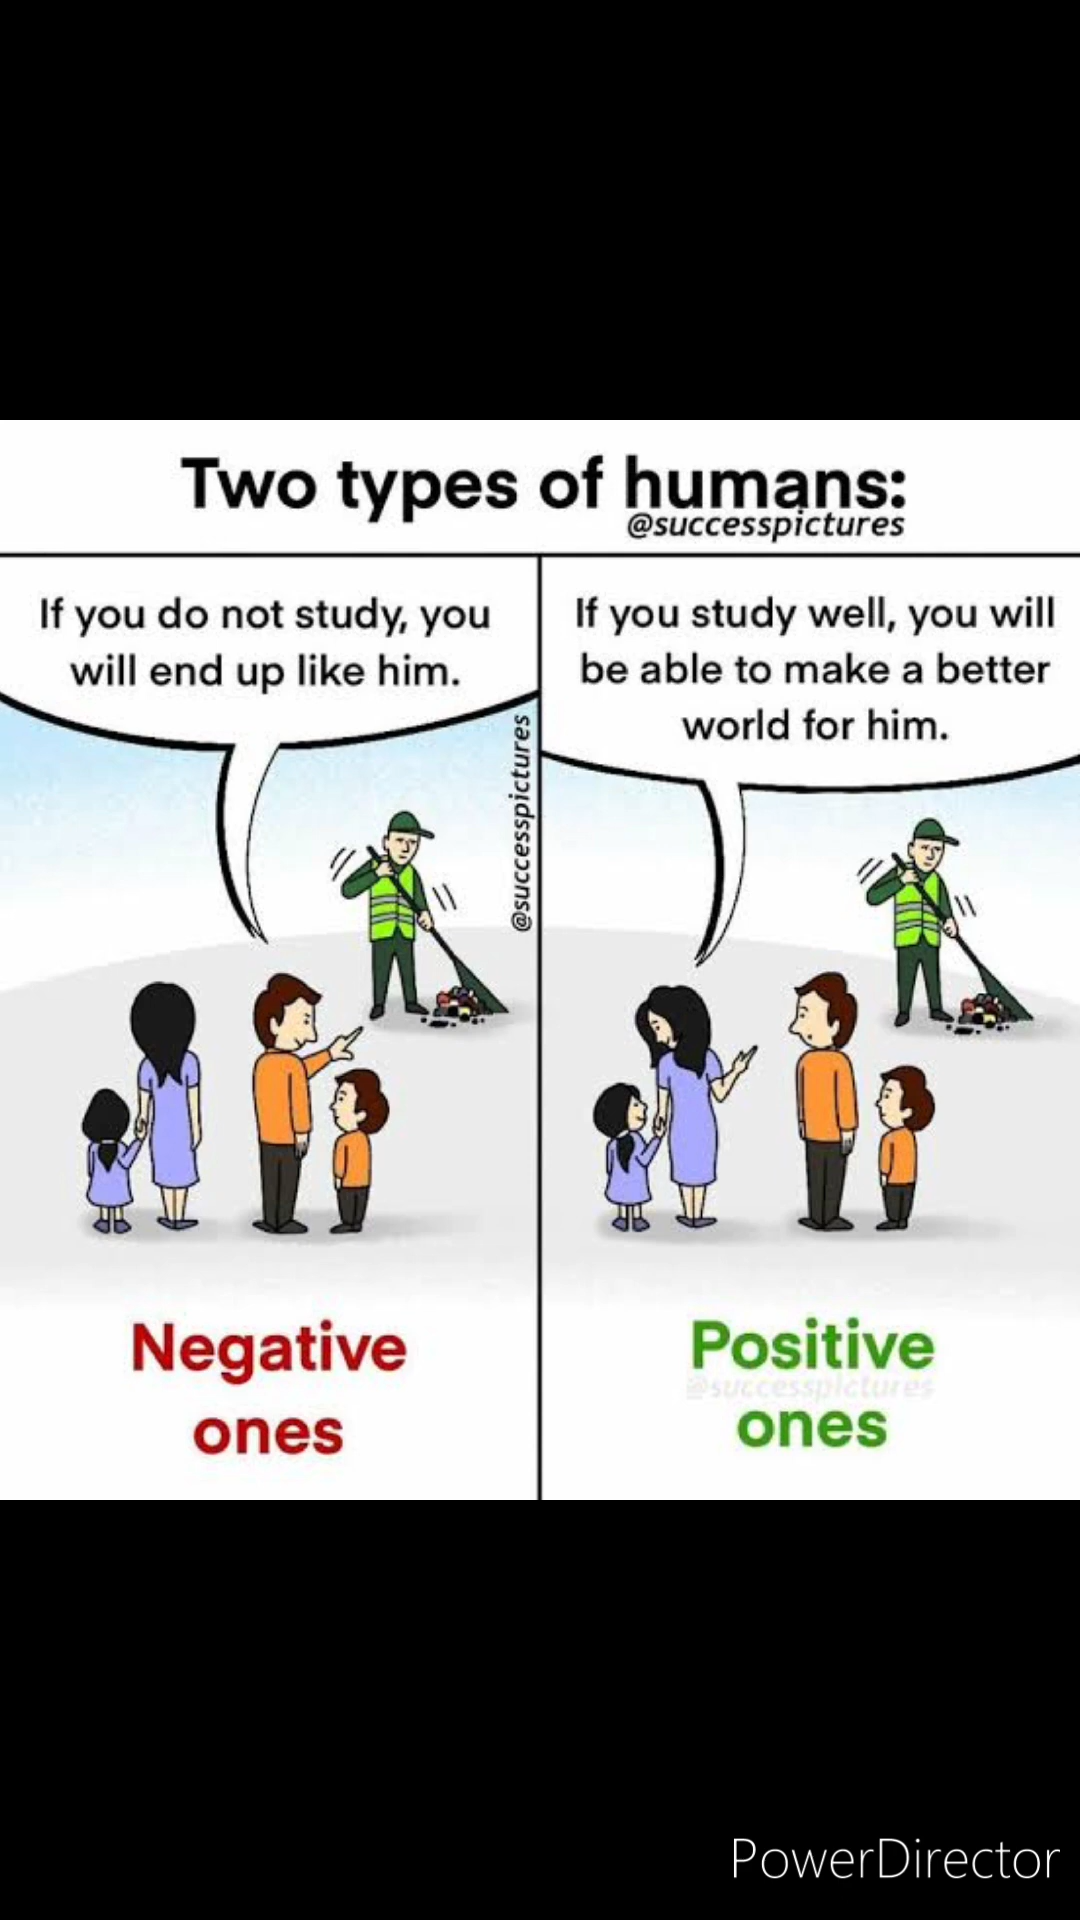 Two types of humans:
@successpictures
If you do not study, you
will end up like him.
@successpictures
If you study well, you will
be able to make a better
world for him.
Negative
ones
Positive
@successpictures
ones
PowerDirector